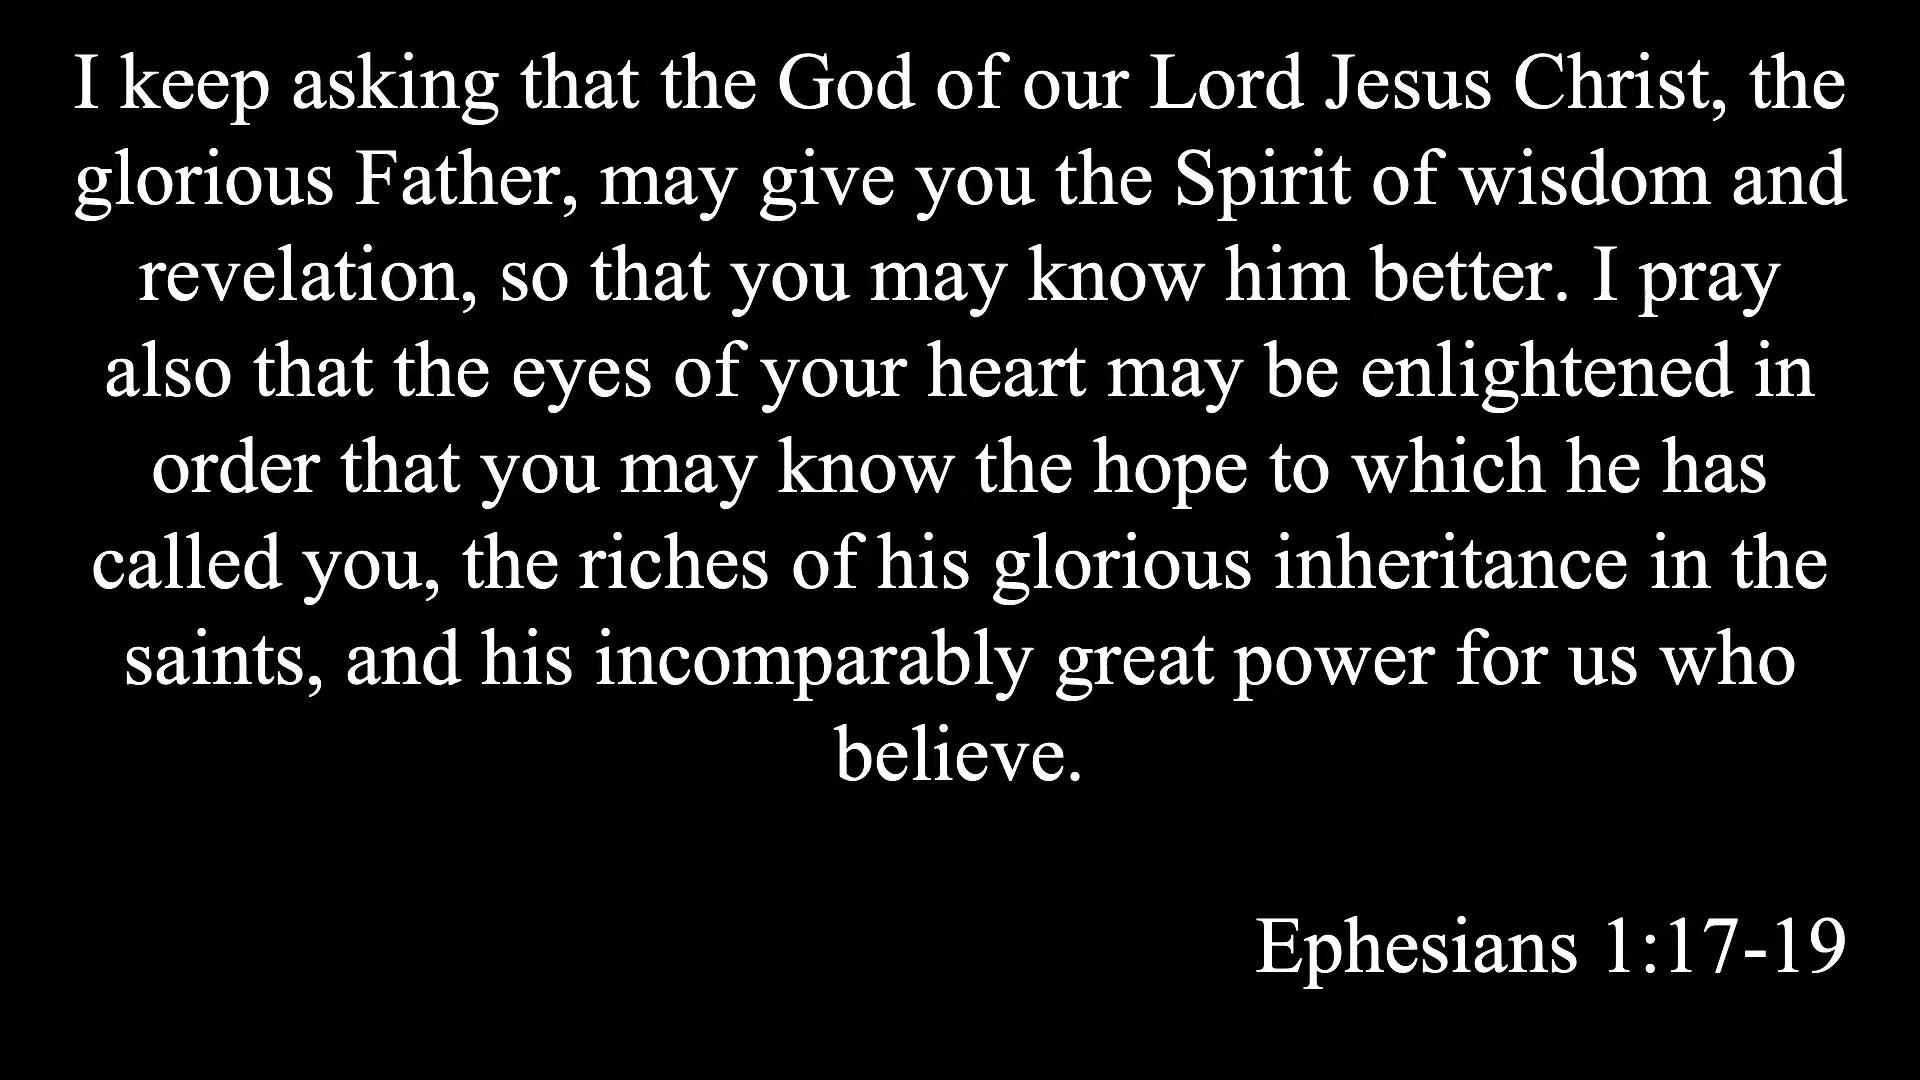 I keep asking that the God of our Lord Jesus Christ, the
glorious Father, may give you the Spirit of wisdom and
revelation, so that you may know him better. I pray
also that the eyes of your heart may be enlightened in
order that you may know the hope to which he has
called you, the riches of his glorious inheritance in the
saints, and his incomparably great power for us who
believe.
Ephesians 1:17-19